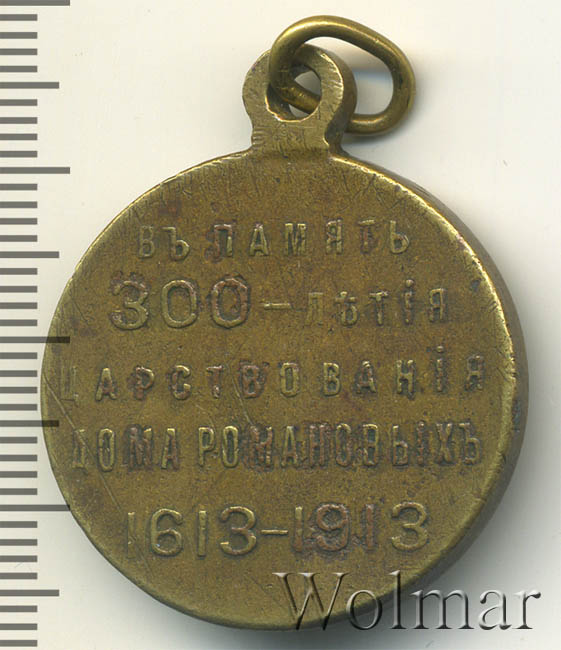 ВЪ ПАМЯТЬ
300-ЛѢТІЯ
ЦАРСТВОВАНІЯ
ДОМА РОМАНОВЫХЪ
1613-1913
Wolmar